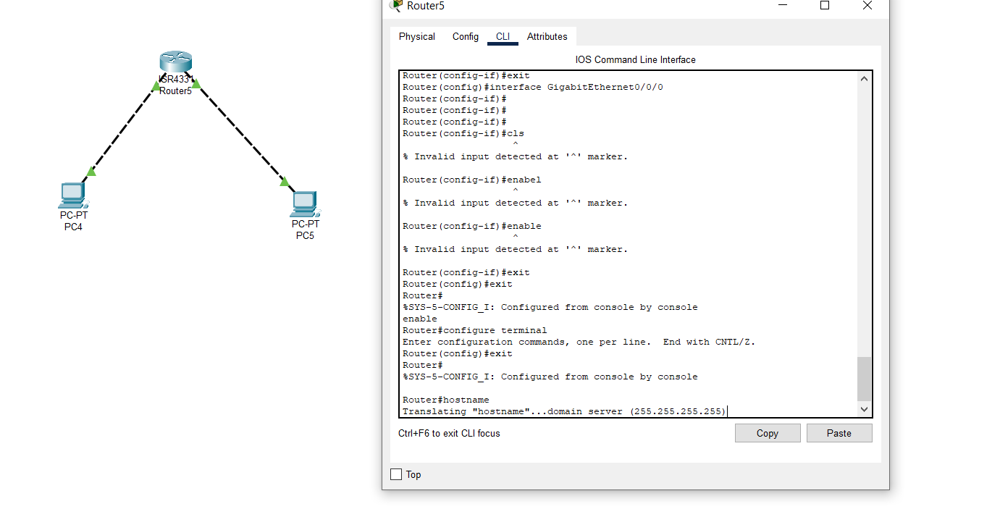 Router5
Physical Config CLI Attributes
IOS Command Line Interface
Router(config-if)#exit
Router(config)#interface GigabitEthernet0/0/0
Router(config-if)#
Router(config-if)#
Router(config-if)#
Router(config-if)#cls
^
% Invalid input detected at '^' marker.
Router(config-if)#enabel
^
% Invalid input detected at '^' marker.
Router(config-if)#enable
^
% Invalid input detected at '^' marker.
Router(config-if)#exit
Router(config)#exit
Router#
%SYS-5-CONFIG_I: Configured from console by console
enable
Router#configure terminal
Enter configuration commands, one per line.  End with CNTL/Z.
Router(config)#exit
Router#
%SYS-5-CONFIG_I: Configured from console by console
Router#hostname
Translating "hostname"...domain server (255.255.255.255)
Ctrl+F6 to exit CLI focus
Copy
Paste
Top
ISR4331
Router5
PC-PT
PC4
PC-PT
PC5